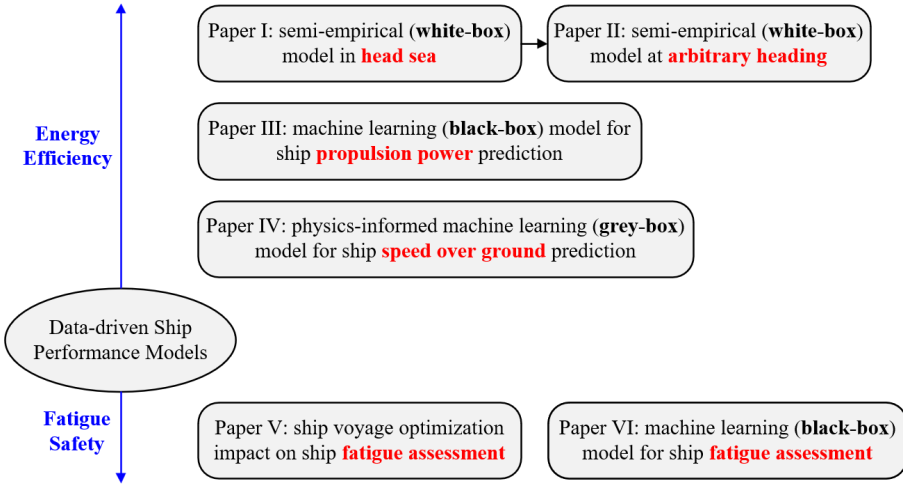 Paper I: semi-empirical (white-box)
model in head sea
Paper II: semi-empirical (white-box)
model at arbitrary heading
Energy
Efficiency
Paper III: machine learning (black-box) model for
ship propulsion power prediction
Paper IV: physics-informed machine learning (grey-box)
model for ship speed over ground prediction
Data-driven Ship
Performance Models
Fatigue
Safety
Paper V: ship voyage optimization
impact on ship fatigue assessment
Paper VI: machine learning (black-box)
model for ship fatigue assessment